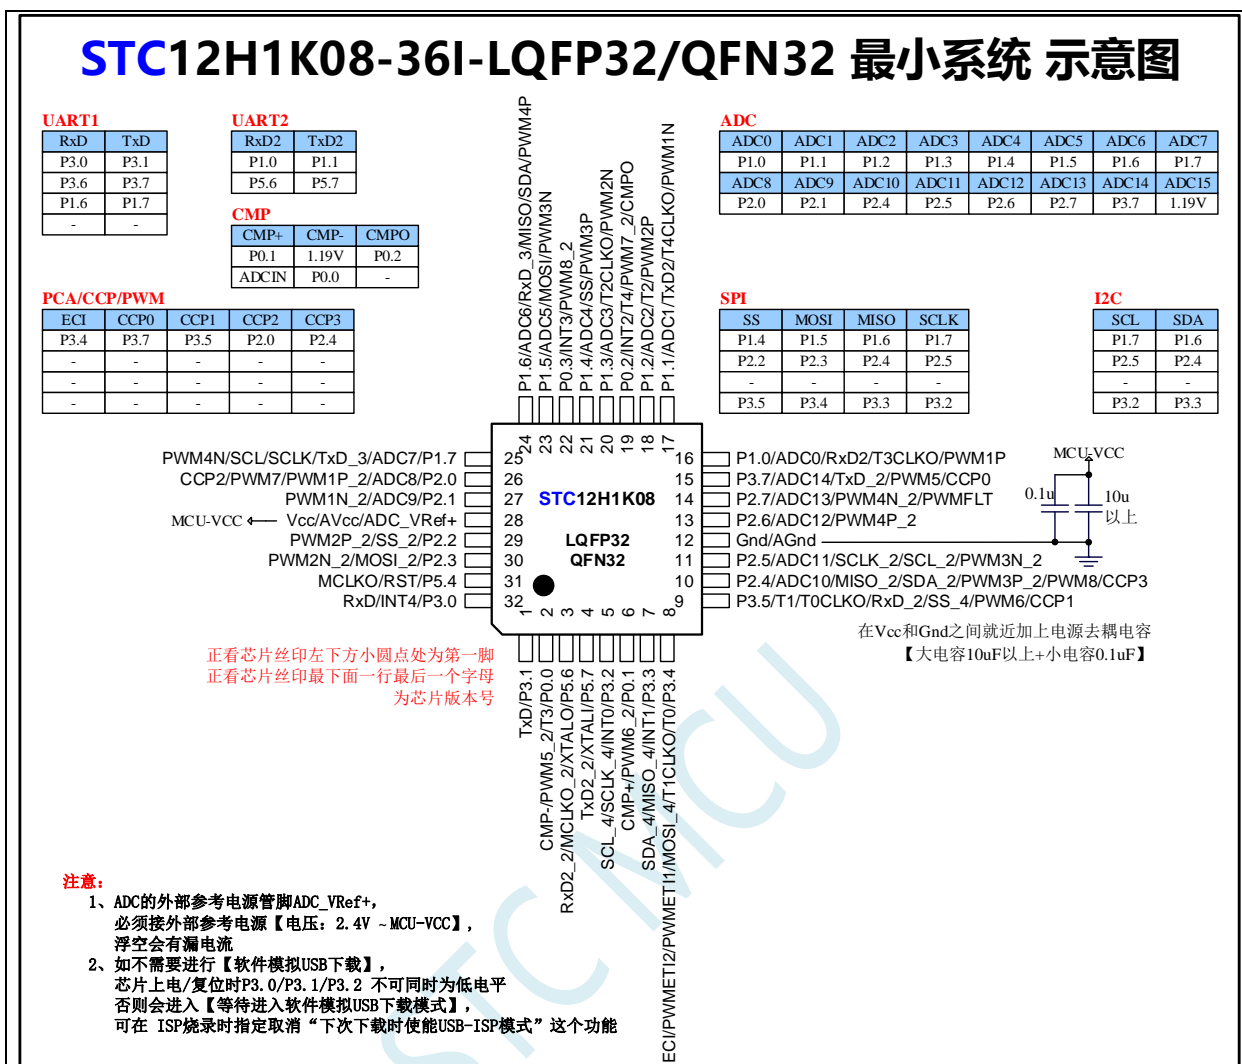 STC12H1K08-36I-LQFP32/QFN32 最小系统 示意图
UART1
RxD TxD
P3.0 P3.1
P3.6 P3.7
P1.6 P1.7
- -
UART2
RxD2 TxD2
P1.0 P1.1
P5.6 P5.7
CMP
CMP+ CMP- CMPO
P0.1 1.19V P0.2
ADCIN P0.0 -
PCA/CCP/PWM
ECI CCP0 CCP1 CCP2 CCP3
P3.4 P3.7 P3.5 P2.0 P2.4
- - - - -
- - - - -
- - - - -
ADC
ADC0 ADC1 ADC2 ADC3 ADC4 ADC5 ADC6 ADC7
P1.0 P1.1 P1.2 P1.3 P1.4 P1.5 P1.6 P1.7
ADC8 ADC9 ADC10 ADC11 ADC12 ADC13 ADC14 ADC15
P2.0 P2.1 P2.4 P2.5 P2.6 P2.7 P3.7 1.19V
SPI
SS MOSI MISO SCLK
P1.4 P1.5 P1.6 P1.7
P2.2 P2.3 P2.4 P2.5
- - - -
P3.5 P3.4 P3.3 P3.2
I2C
SCL SDA
P1.7 P1.6
P2.5 P2.4
- -
P3.2 P3.3
P1.6/ADC6/RxD_3/MISO/SDA/PWM4P
P1.5/ADC5/MOSI/PWM3N
P0.3/INT3/PWM8_2
P1.4/ADC4/SS/PWM3P
P1.3/ADC3/T2CLKO/PWM2N
P0.2/INT2/T4/PWM7_2/CMPO
P1.2/ADC2/T2/PWM2P
P1.1/ADC1/TxD2/T4CLKO/PWM1N
24 23 22 21 20 19 18 17
PWM4N/SCL/SCLK/TxD_3/ADC7/P1.7 25
CCP2/PWM7/PWM1P_2/ADC8/P2.0 26
PWM1N_2/ADC9/P2.1 27
MCU-VCC Vcc/AVcc/ADC_VRef+ 28
PWM2P_2/SS_2/P2.2 29
PWM2N_2/MOSI_2/P2.3 30
MCLKO/RST/P5.4 31
RxD/INT4/P3.0 32
STC12H1K08
LQFP32
QFN32
16 P1.0/ADC0/RxD2/T3CLKO/PWM1P
15 P3.7/ADC14/TxD_2/PWM5/CCP0
14 P2.7/ADC13/PWM4N_2/PWMFLT
13 P2.6/ADC12/PWM4P_2
12 Gnd/AGnd
11 P2.5/ADC11/SCLK_2/SCL_2/PWM3N_2
10 P2.4/ADC10/MISO_2/SDA_2/PWM3P_2/PWM8/CCP3
9 P3.5/T1/T0CLKO/RxD_2/SS_4/PWM6/CCP1
MCU-VCC
0.1u
10u
以上
在Vcc和Gnd之间就近加上电源去耦电容
【大电容10uF以上+小电容0.1uF】
1 2 3 4 5 6 7 8
TxD/P3.1
CMP-/PWM5_2/T3/P0.0
RxD2_2/MCLKO_2/XTALO/P5.6
TxD2_2/XTALI/P5.7
SCL_4/SCLK_4/INT0/P3.2
CMP+/PWM6_2/P0.1
SDA_4/MISO_4/INT1/P3.3
ECI/PWMETI2/PWMETI1/MOSI_4/T1CLKO/T0/P3.4
正看芯片丝印左下方小圆点处为第一脚
正看芯片丝印最下面一行最后一个字母
为芯片版本号
STC MCU
注意:
1、ADC的外部参考电源管脚ADC_VRef+,
必须接外部参考电源【电压: 2.4V ~ MCU-VCC】,
浮空会有漏电流
2、如不需要进行【软件模拟USB下载】,
芯片上电/复位时P3.0/P3.1/P3.2 不可同时为低电平
否则会进入【等待进入软件模拟USB下载模式】,
可在 ISP烧录时指定取消“下次下载时使能USB-ISP模式”这个功能